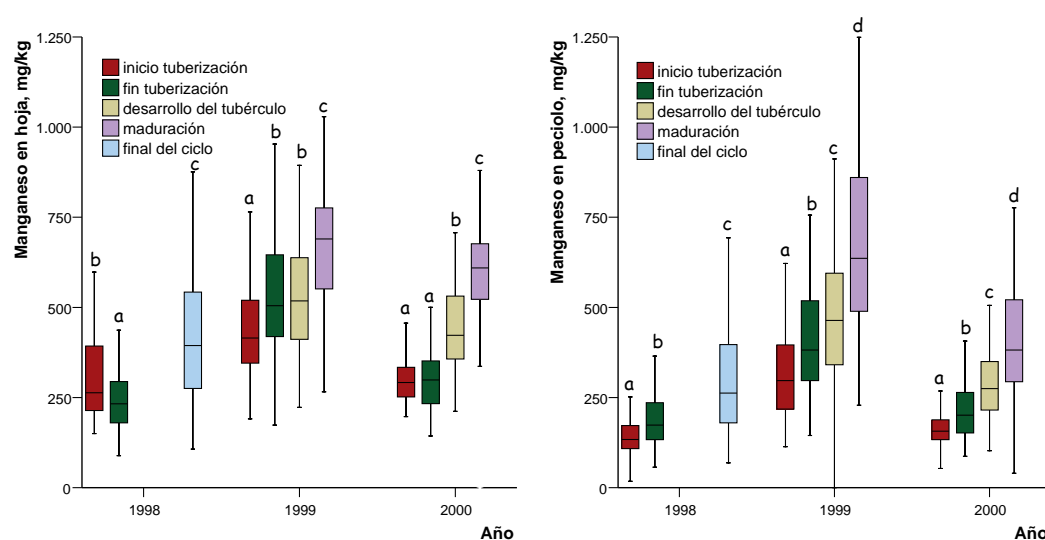 Manganeso en hoja, mg/kg
1.250
1.000
750
500
250
0
inicio tuberización
fin tuberización
desarrollo del tubérculo
maduración
final del ciclo
b
a
c
a
b
b
c
a
a
b
c
1998
1999
2000
Año
Manganeso en peciolo, mg/kg
1.250
1.000
750
500
250
0
inicio tuberización
fin tuberización
desarrollo del tubérculo
maduración
final del ciclo
a
b
c
a
b
c
d
a
b
c
d
1998
1999
2000
Año